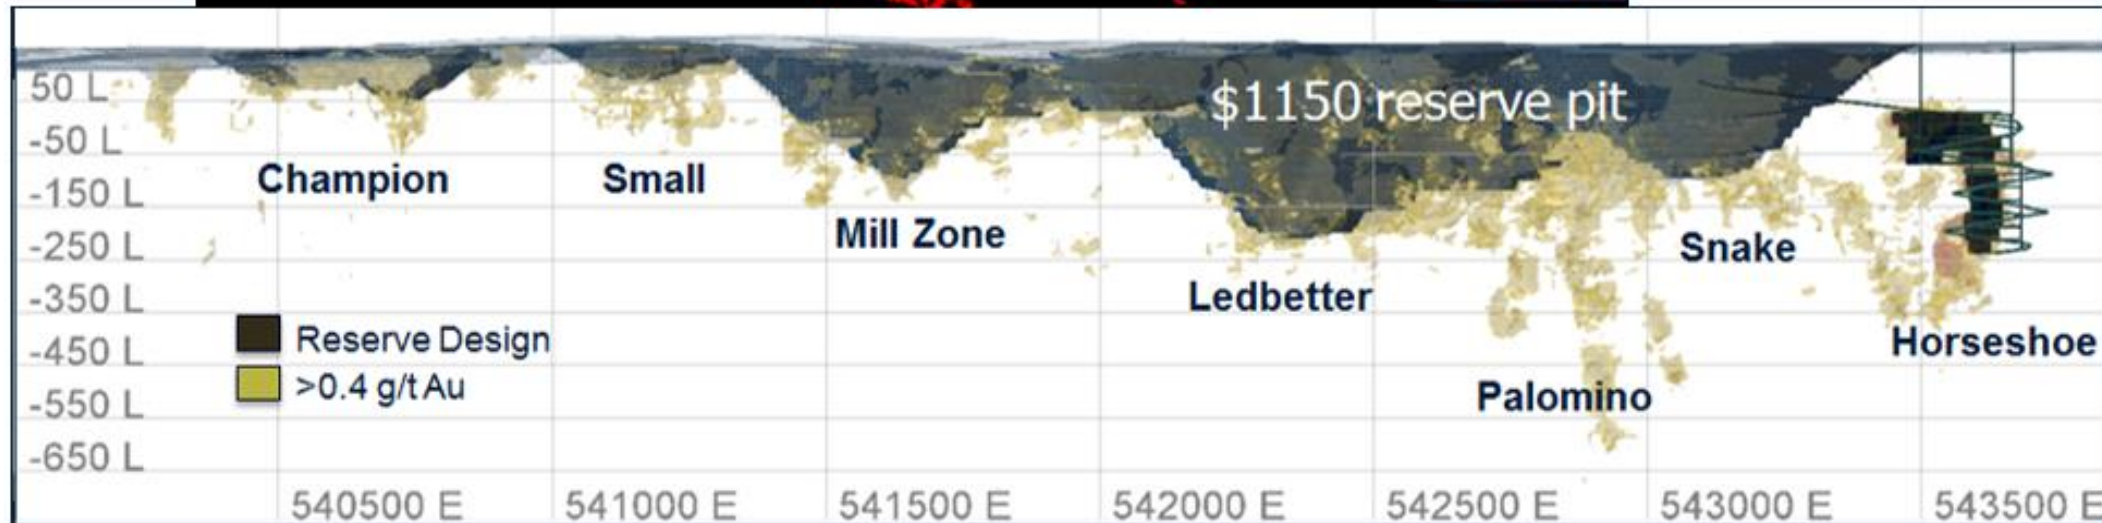 $1150 reserve pit
50 L
-50 L
-150 L
-250 L
-350 L
-450 L
-550 L
-650 L
Champion
Small
Mill Zone
Ledbetter
Palomino
Snake
Horseshoe
Reserve Design
>0.4 g/t Au
540500 E
541000 E
541500 E
542000 E
542500 E
543000 E
543500 E